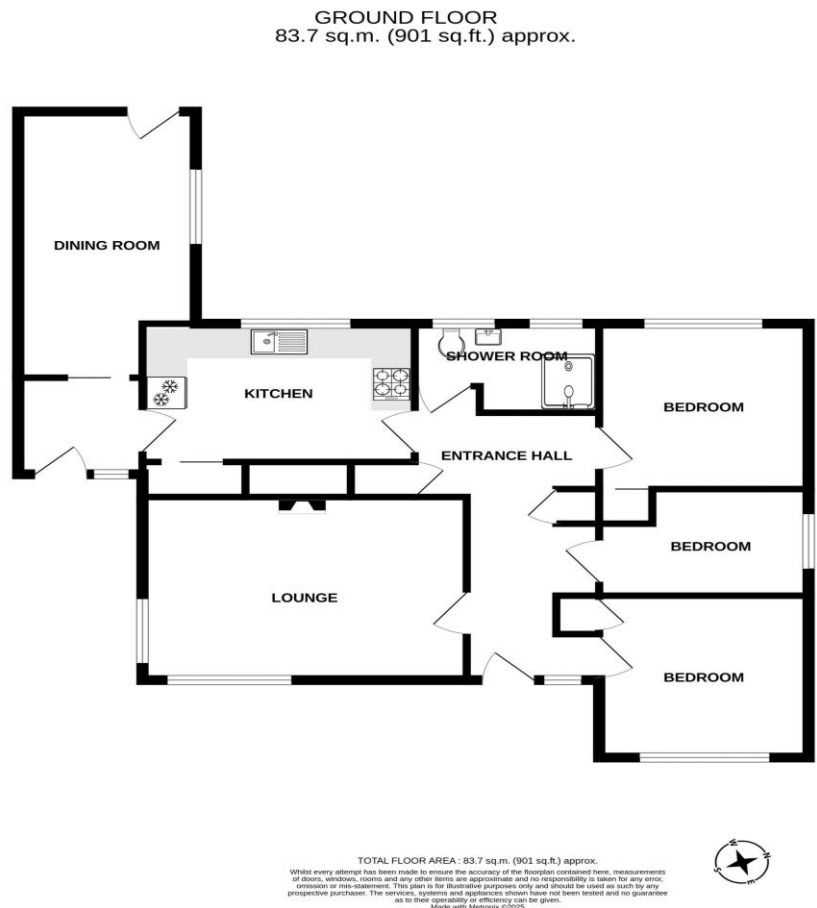 GROUND FLOOR
83.7 sq.m. (901 sq.ft.) approx.
DINING ROOM
SHOWER ROOM
KITCHEN
BEDROOM
ENTRANCE HALL
BEDROOM
LOUNGE
BEDROOM
W
N
S
E
TOTAL FLOOR AREA : 83.7 sq.m. (901 sq.ft.) approx.
Whilst every attempt has been made to ensure the accuracy of the floorplan contained here, measurements
of doors, windows, rooms and any other items are approximate and no responsibility is taken for any error,
omission or mis-statement. This plan is for illustrative purposes only and should be used as such by any
prospective purchaser. The services, systems and appliances shown have not been tested and no guarantee
as to their operability or efficiency can be given.
Made with Metropix ©2025